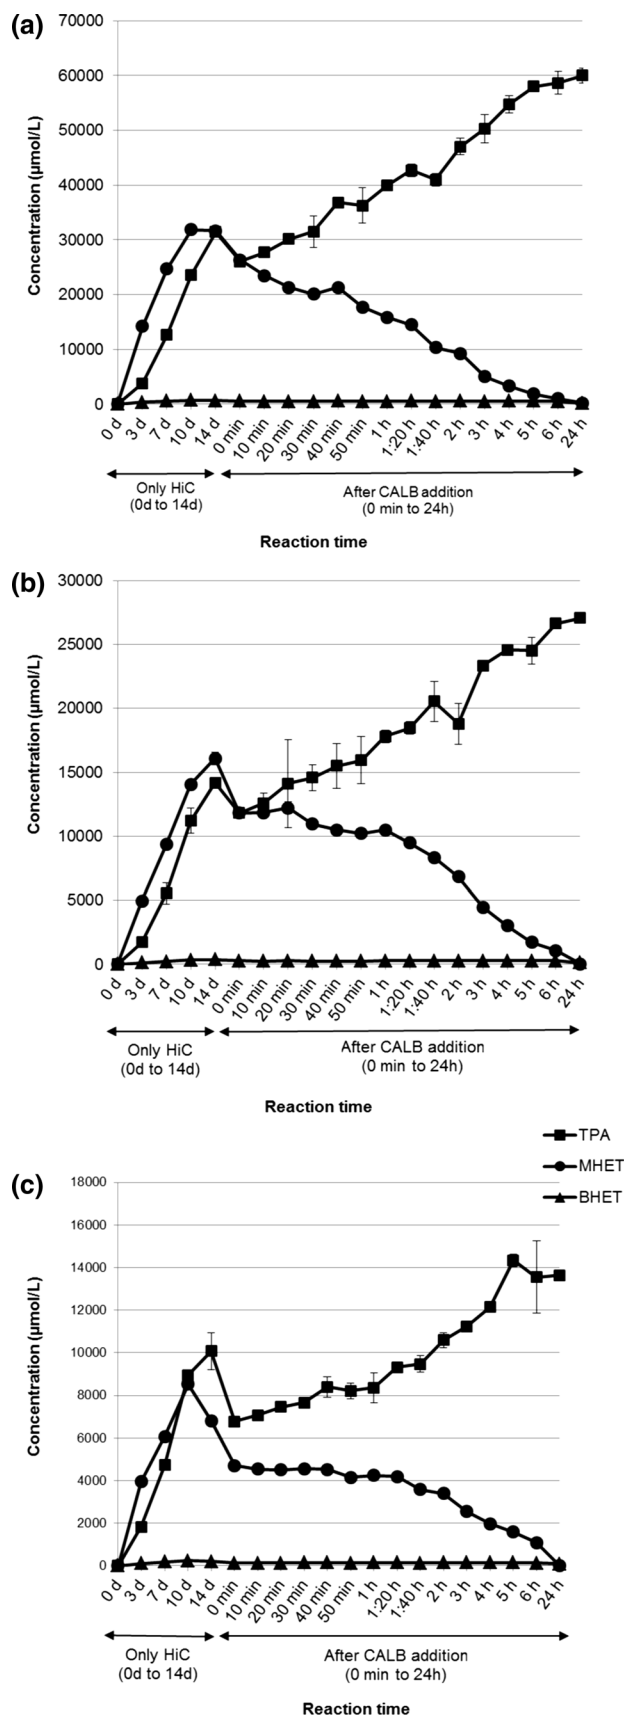 (a)
70000
60000
50000
40000
30000
20000
10000
0
Concentration (µmol/L)
0 d
3 d
7 d
10 d
14 d
0 min
10 min
20 min
30 min
40 min
50 min
1 h
1:20 h
1:40 h
2 h
3 h
4 h
5 h
6 h
24 h
Only HiC
(0d to 14d)
After CALB addition
(0 min to 24h)
Reaction time
(b)
30000
25000
20000
15000
10000
5000
0
Concentration (µmol/L)
0 d
3 d
7 d
10 d
14 d
0 min
10 min
20 min
30 min
40 min
50 min
1 h
1:20 h
1:40 h
2 h
3 h
4 h
5 h
6 h
24 h
Only HiC
(0d to 14d)
After CALB addition
(0 min to 24h)
Reaction time
TPA
MHET
BHET
(c)
18000
16000
14000
12000
10000
8000
6000
4000
2000
0
Concentration (µmol/L)
0 d
3 d
7 d
10 d
14 d
0 min
10 min
20 min
30 min
40 min
50 min
1 h
1:20 h
1:40 h
2 h
3 h
4 h
5 h
6 h
24 h
Only HiC
(0d to 14d)
After CALB addition
(0 min to 24h)
Reaction time